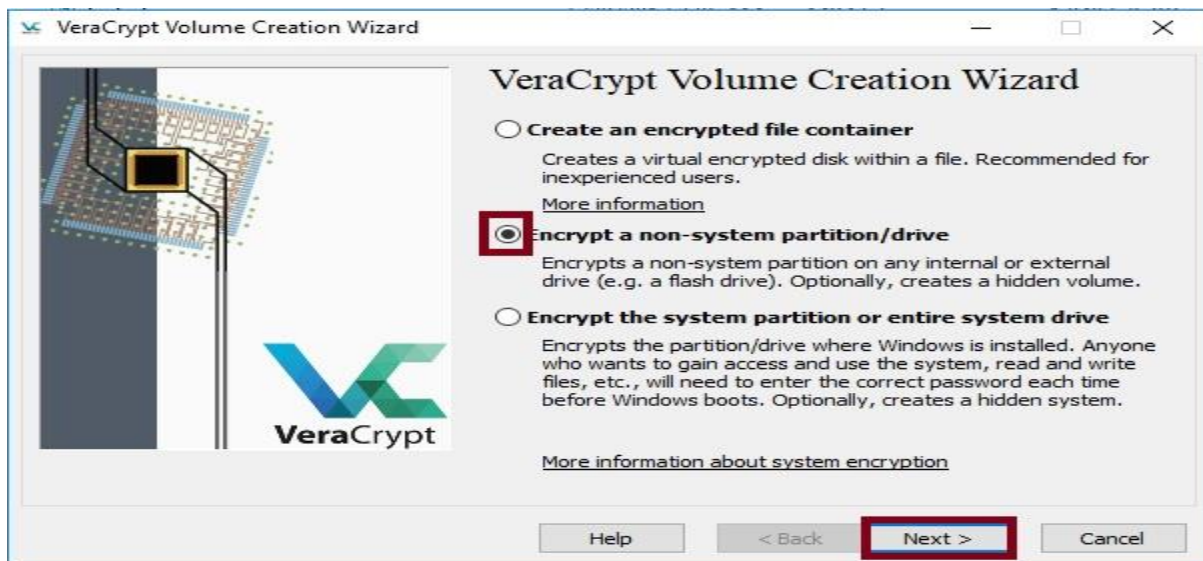 VeraCrypt Volume Creation Wizard
VeraCrypt Volume Creation Wizard
Create an encrypted file container
Creates a virtual encrypted disk within a file. Recommended for
inexperienced users.
More information
Encrypt a non-system partition/drive
Encrypts a non-system partition on any internal or external
drive (e.g. a flash drive). Optionally, creates a hidden volume.
Encrypt the system partition or entire system drive
Encrypts the partition/drive where Windows is installed. Anyone
who wants to gain access and use the system, read and write
files, etc., will need to enter the correct password each time
before Windows boots. Optionally, creates a hidden system.
VeraCrypt
More information about system encryption
Help
< Back
Next >
Cancel